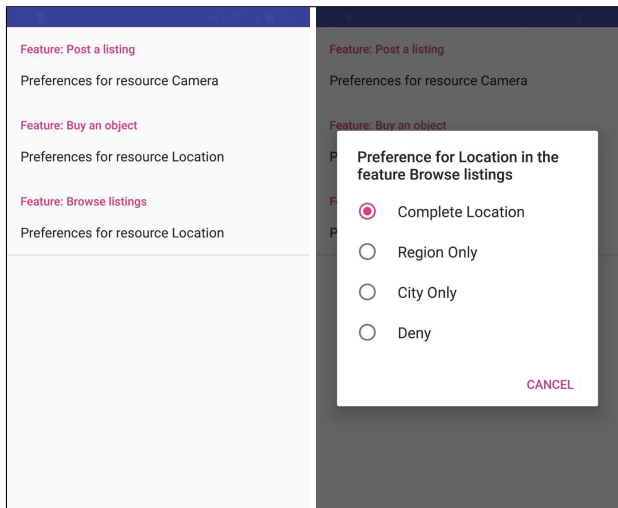 Feature: Post a listing
Preferences for resource Camera
Feature: Buy an object
Preferences for resource Location
Feature: Browse listings
Preferences for resource Location
Feature: Post a listing
Preferences for resource Camera
Feature: Buy an object
P
Preference for Location in the
feature Browse listings
F
Complete Location
P
Region Only
City Only
Deny
CANCEL